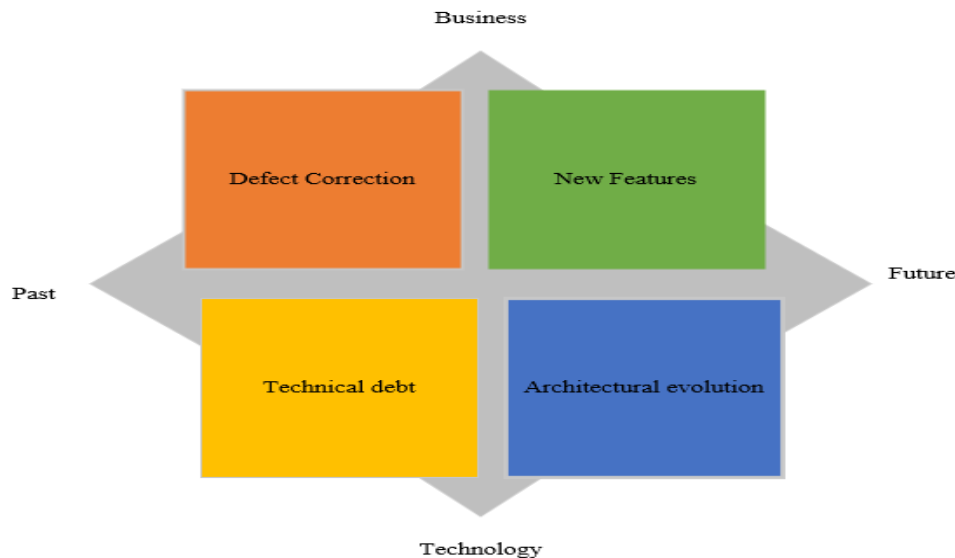 Business
Defect Correction
New Features
Past
Future
Technical debt
Architectural evolution
Technology